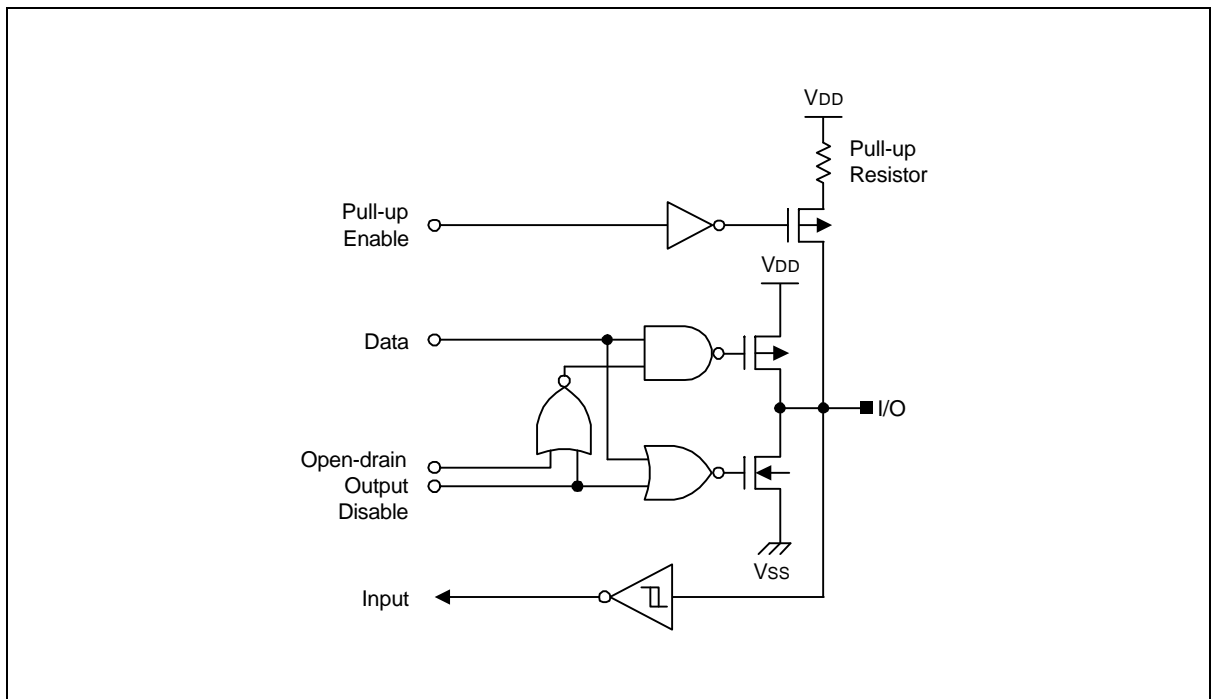 VDD
Pull-up
Resistor
Pull-up
Enable
VDD
Data
I/O
Open-drain
Output
Disable
VSS
Input